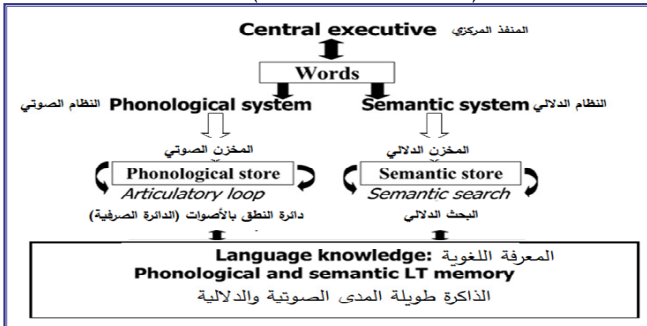 Central executive المنفذ المركزي
Words
النظام الصوتي Phonological system Semantic system النظام الدلالي
المخزن الصوتي المخزن الدلالي
Phonological store Semantic store
Articulatory loop Semantic search
دائرة النطق بالأصوات (الدائرة الصرفية) البحث الدلالي
Language knowledge: المعرفة اللغوية
Phonological and semantic LT memory
الذاكرة طويلة المدى الصوتية والدلالية